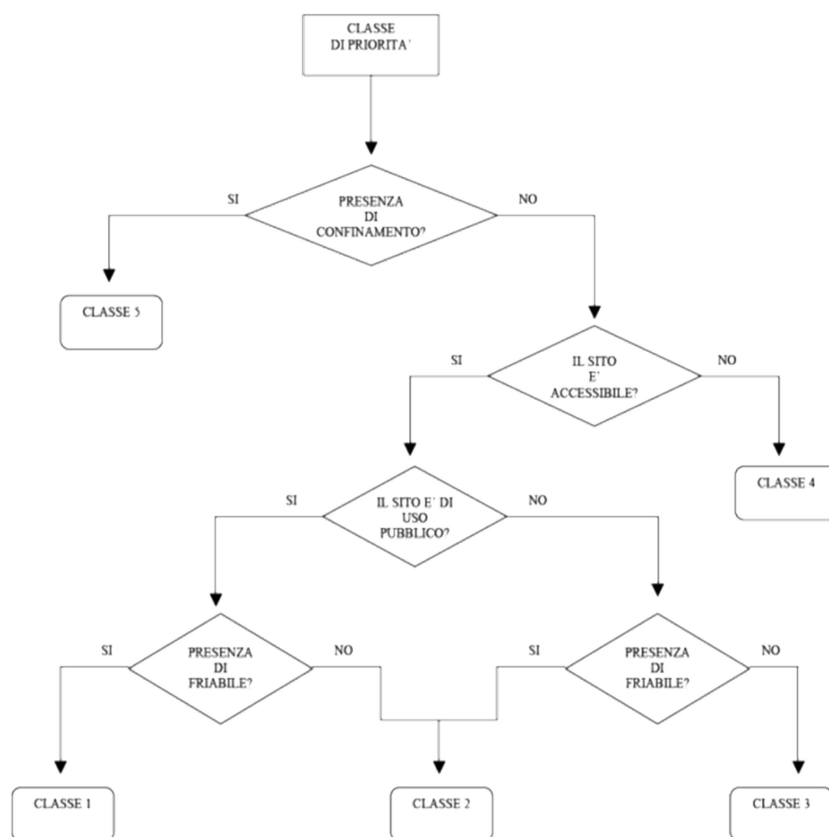 CLASSE
DI PRIORITA'
SI
PRESENZA
DI
CONFINAMENTO?
NO
CLASSE 5
SI
IL SITO
E'
ACCESSIBILE?
NO
CLASSE 4
SI
IL SITO E' DI
USO
PUBBLICO?
NO
SI
PRESENZA
DI
FRIABILE?
NO
SI
PRESENZA
DI
FRIABILE?
NO
CLASSE 1
CLASSE 2
CLASSE 3